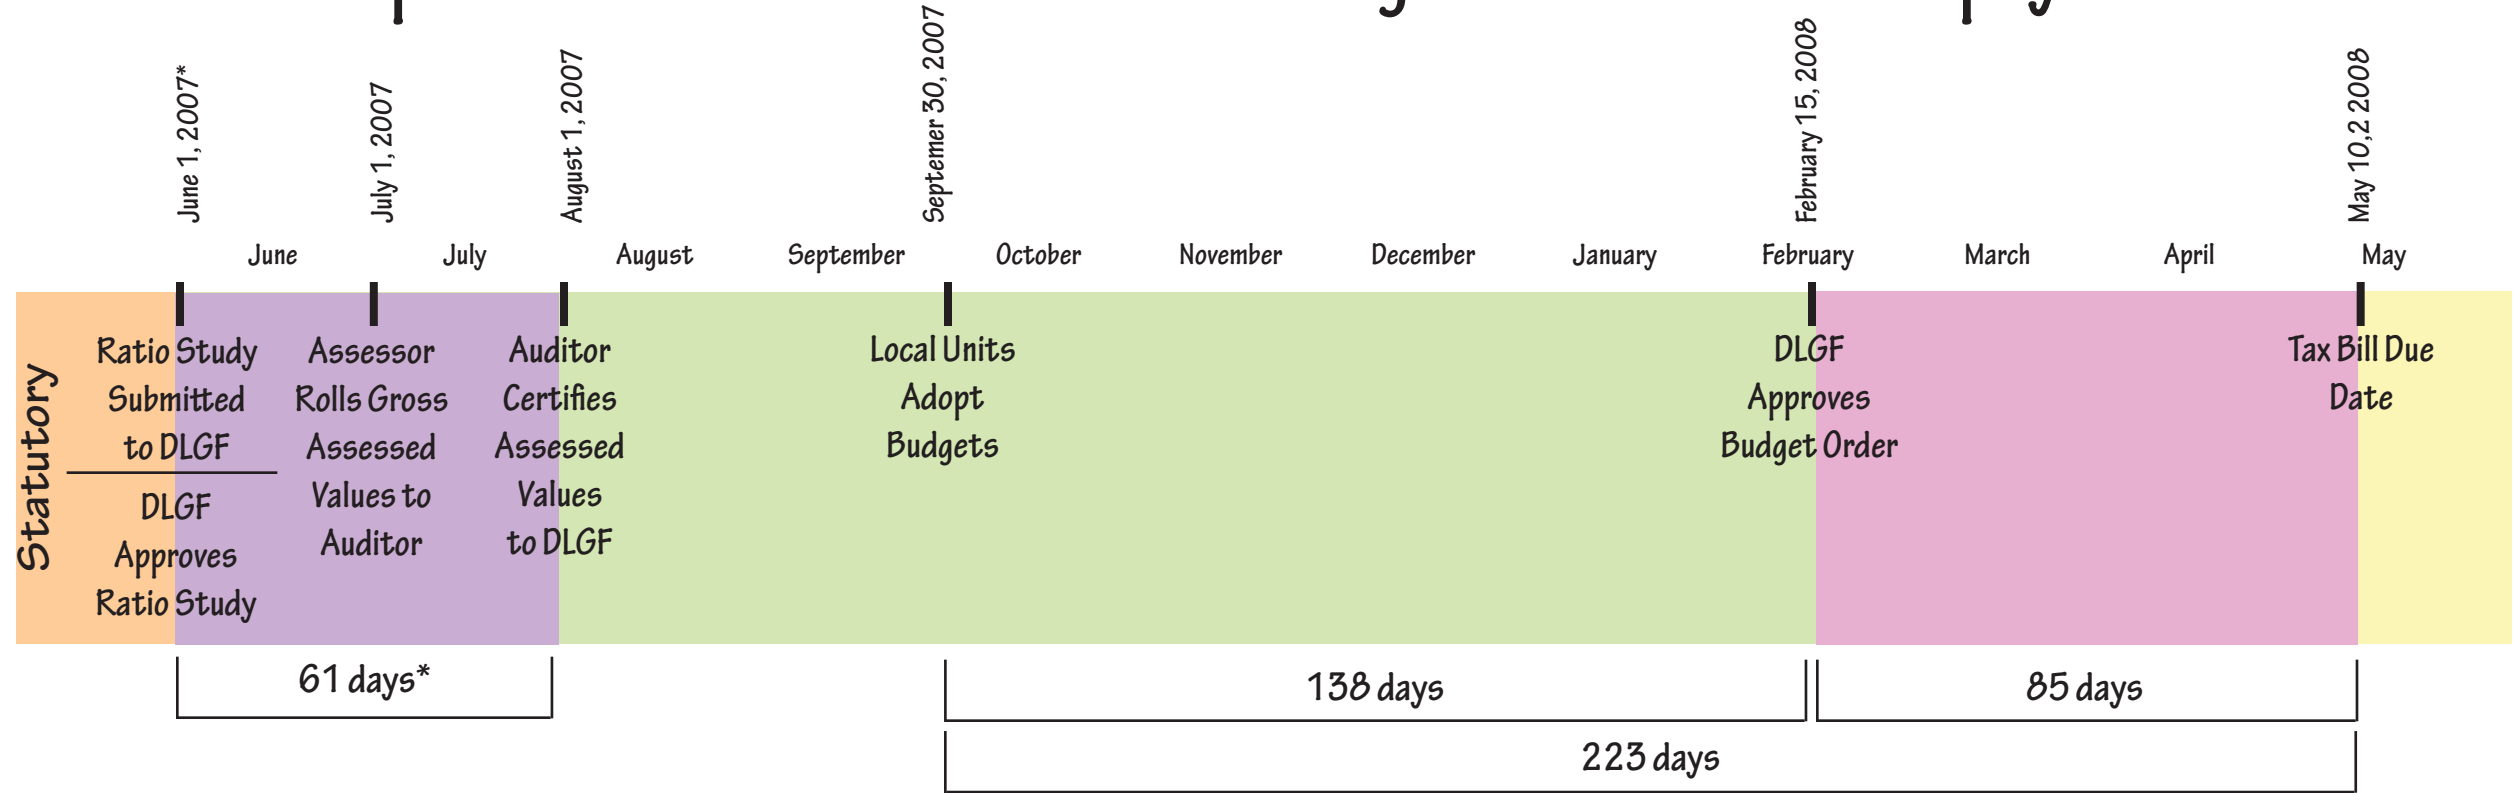 June 1, 2007*
July 1, 2007
August 1, 2007
Septemer 30, 2007
February 15, 2008
May 10,2 2008
June
July
August
September
October
November
December
January
February
March
April
May
Statutory
Ratio Study
Submitted
to DLGF
DLGF
Approves
Ratio Study
Assessor
Rolls Gross
Assessed
Values to
Auditor
Auditor
Certifies
Assessed
Values
to DLGF
Local Units
Adopt
Budgets
DLGF
Approves
Budget Order
Tax Bill Due
Date
61 days*
138 days
85 days
223 days